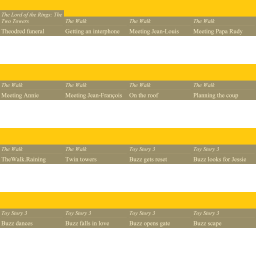 The Lord of the Rings: The
Two Towers The Walk The Walk The Walk
Theodred funeral Getting an interphone Meeting Jean-Louis Meeting Papa Rudy
The Walk The Walk The Walk The Walk
Meeting Annie Meeting Jean-François On the roof Planning the coup
The Walk The Walk Toy Story 3 Toy Story 3
TheWalk Raining Twin towers Buzz gets reset Buzz looks for Jessie
Toy Story 3 Toy Story 3 Toy Story 3 Toy Story 3
Buzz dances Buzz falls in love Buzz opens gate Buzz scape